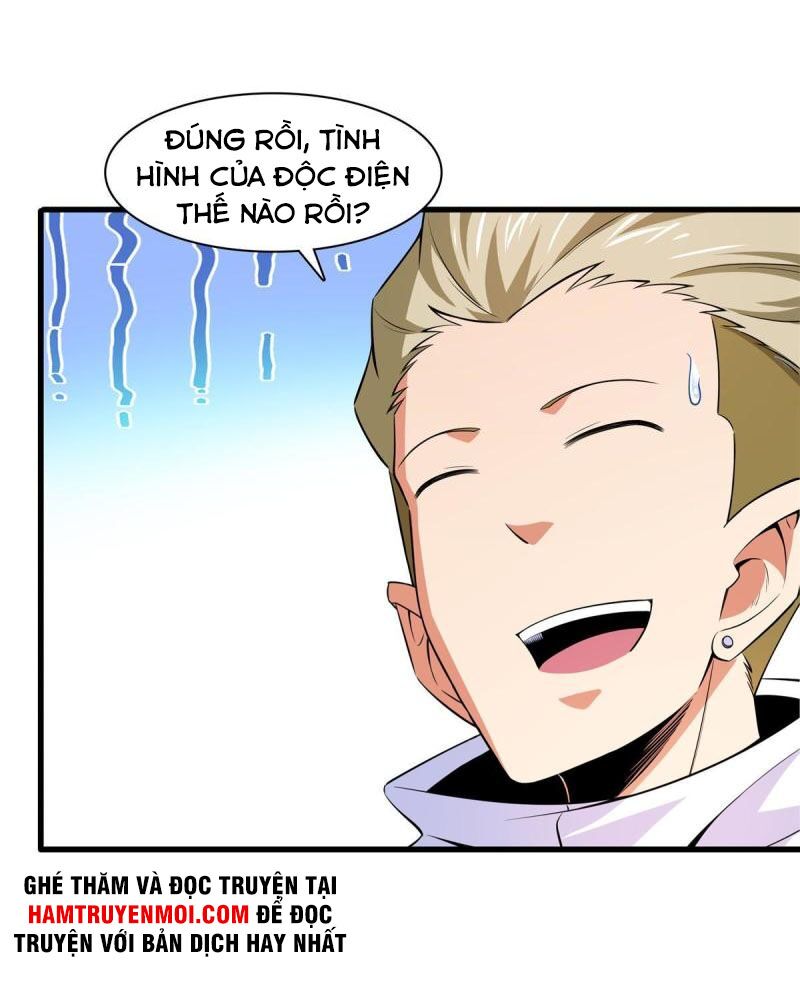 ĐÚNG RỒI, TÌNH
HÌNH CỦA ĐỘC ĐIỆN
THẾ NÀO RỒI?
GHÉ THĂM VÀ ĐỌC TRUYỆN TẠI
HAMTRUYENMOI.COM ĐỂ ĐỌC
TRUYỆN VỚI BẢN DỊCH HAY NHẤT